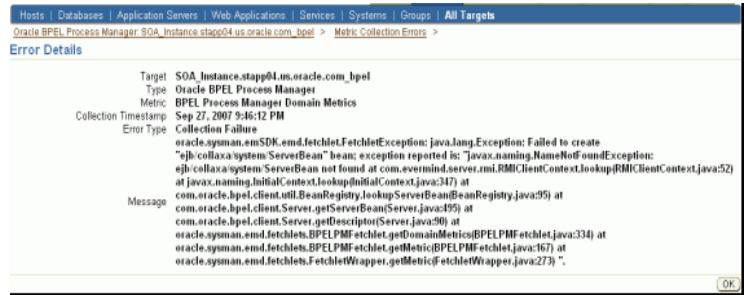 Hosts | Databases | Application Servers | Web Applications | Services | Systems | Groups | All Targets
Oracle BPEL Process Manager: SOA_Instance.stapp04.us.oracle.com_bpel > Metric Collection Errors >
Error Details
Target SOA_Instance.stapp04.us.oracle.com_bpel
Type Oracle BPEL Process Manager
Metric BPEL Process Manager Domain Metrics
Collection Timestamp Sep 27, 2007 9:46:12 PM
Error Type Collection Failure
Message oracle.sysman.emSDK.emd.fetchlet.FetchletException: java.lang.Exception: Failed to create
"ejb/collaxa/system/ServerBean" bean; exception reported is: "javax.naming.NameNotFoundException:
ejb/collaxa/system/ServerBean not found at com.evermind.server.rmi.RMIClientContext.lookup(RMIClientContext.java:52)
at javax.naming.InitialContext.lookup(InitialContext.java:347) at
com.oracle.bpel.client.util.BeanRegistry.lookupServerBean(BeanRegistry.java:95) at
com.oracle.bpel.client.Server.getServerBean(Server.java:495) at
com.oracle.bpel.client.Server.getDescriptor(Server.java:90) at
oracle.sysman.emd.fetchlets.BPELPMFetchlet.getDomainMetrics(BPELPMFetchlet.java:334) at
oracle.sysman.emd.fetchlets.BPELPMFetchlet.getMetric(BPELPMFetchlet.java:167) at
oracle.sysman.emd.fetchlets.FetchletWrapper.getMetric(FetchletWrapper.java:273) ".
OK